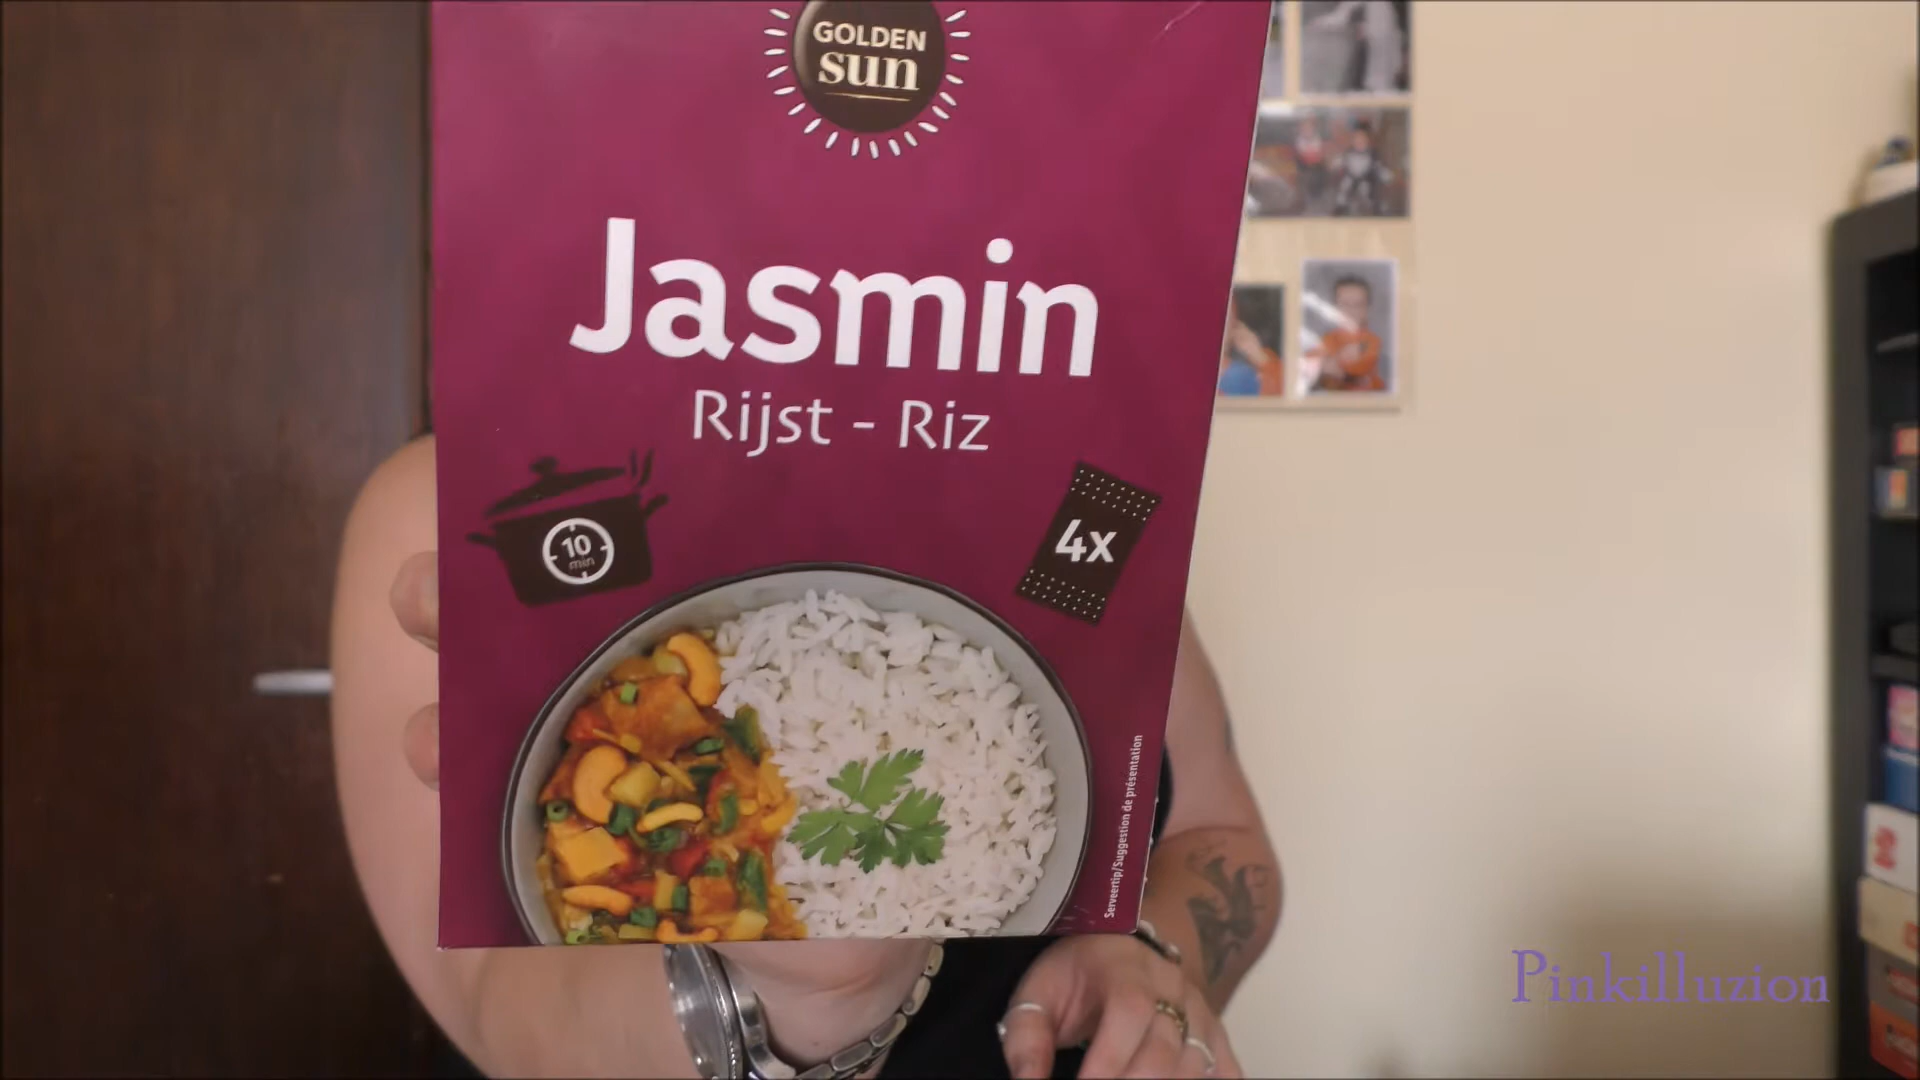 GOLDEN
sun
Jasmin
Rijst - Riz
10
min
4x
Serveertip/Suggestion de présentation
Pinkilluzion